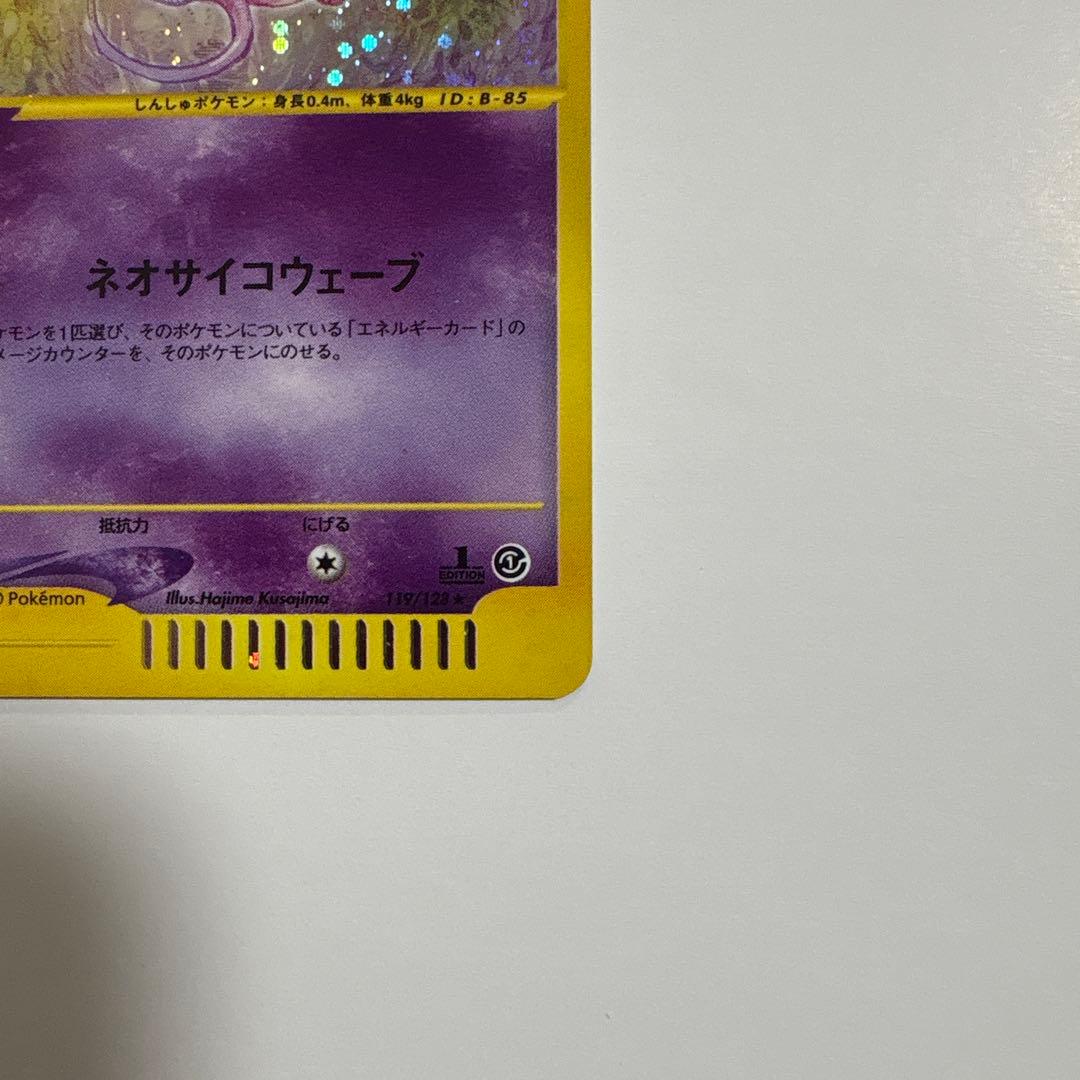 しんしゅポケモン：身長0.4m、体重4kg ID：B-85
ネオサイコウェーブ
ケモンを1匹選び、そのポケモンについている「エネルギーカード」の
メージカウンターを、そのポケモンにのせる。
抵抗力 にげる
1
EDITION
1
Pokémon Illus.Hajime Kusajima 119/128★